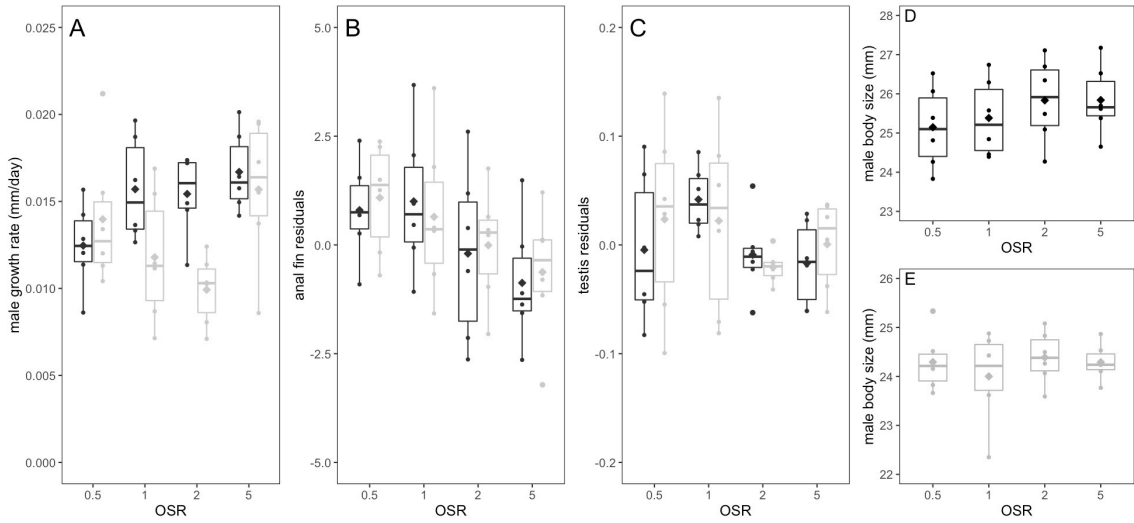 A
male growth rate (mm/day)
0.025
0.020
0.015
0.010
0.005
0.000
0.5 1 2 5
OSR
B
anal fin residuals
5.0
2.5
0.0
-2.5
-5.0
0.5 1 2 5
OSR
C
testis residuals
0.2
0.1
0.0
-0.1
-0.2
0.5 1 2 5
OSR
D
male body size (mm)
28
27
26
25
24
23
0.5 1 2 5
OSR
E
male body size (mm)
26
25
24
23
22
0.5 1 2 5
OSR